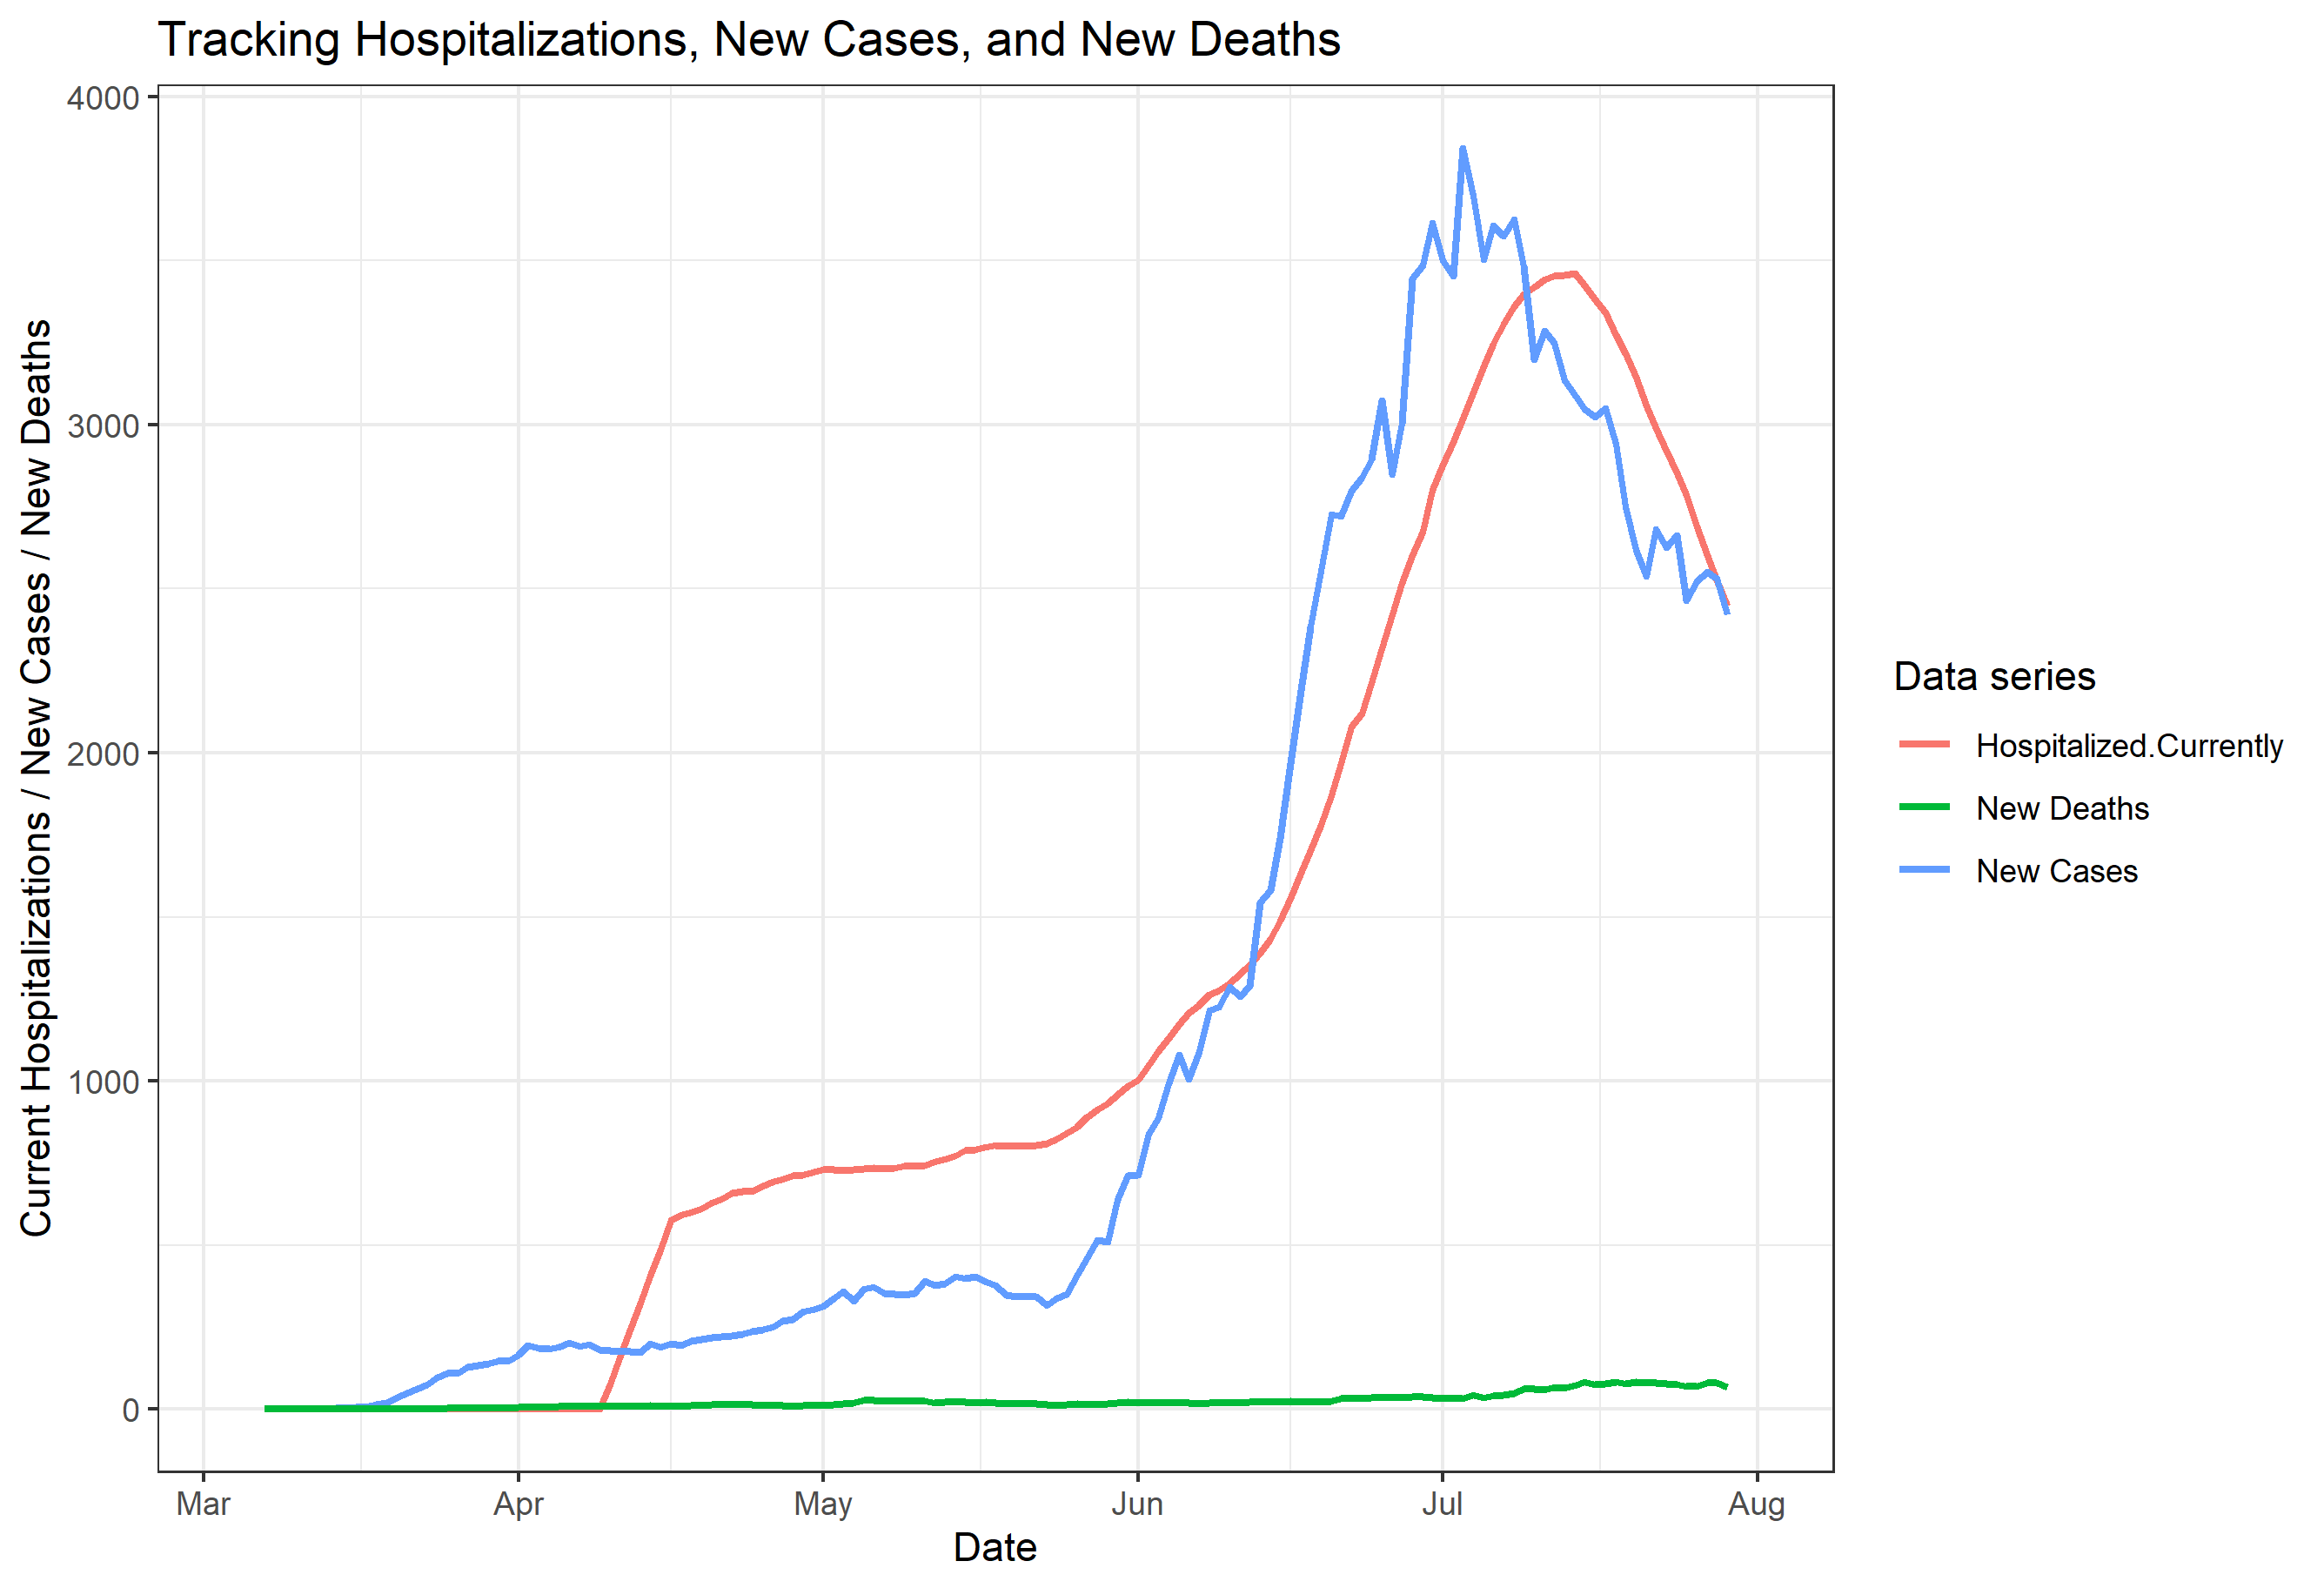 Tracking Hospitalizations, New Cases, and New Deaths
Current Hospitalizations / New Cases / New Deaths
4000
3000
2000
1000
0
Mar
Apr
May
Jun
Jul
Aug
Date
Data series
Hospitalized.Currently
New Deaths
New Cases